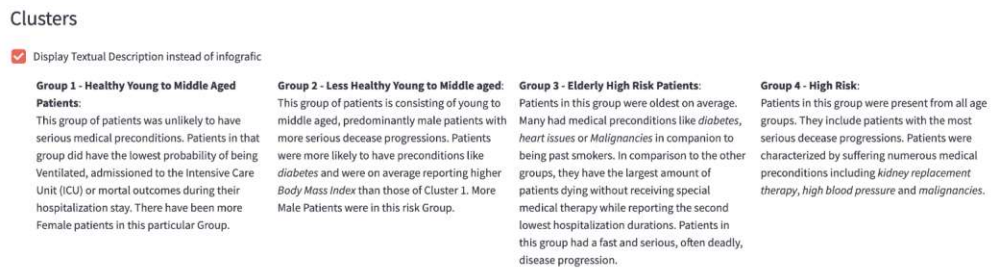 Clusters
Display Textual Description instead of infografic
Group 1 - Healthy Young to Middle Aged
Patients:
This group of patients was unlikely to have
serious medical preconditions. Patients in that
group did have the lowest probability of being
Ventilated, admissioned to the Intensive Care
Unit (ICU) or mortal outcomes during their
hospitalization stay. There have been more
Female patients in this particular Group.
Group 2 - Less Healthy Young to Middle aged:
This group of patients is consisting of young to
middle aged, predominantly male patients with
more serious decease progressions. Patients
were more likely to have preconditions like
diabetes and were on average reporting higher
Body Mass Index than those of Cluster 1. More
Male Patients were in this risk Group.
Group 3 - Elderly High Risk Patients:
Patients in this group were oldest on average.
Many had medical preconditions like diabetes,
heart issues or Malignancies in companion to
being past smokers. In comparison to the other
groups, they have the largest amount of
patients dying without receiving special
medical therapy while reporting the second
lowest hospitalization durations. Patients in
this group had a fast and serious, often deadly,
disease progression.
Group 4 - High Risk:
Patients in this group were present from all age
groups. They include patients with the most
serious decease progressions. Patients were
characterized by suffering numerous medical
preconditions including kidney replacement
therapy, high blood pressure and malignancies.